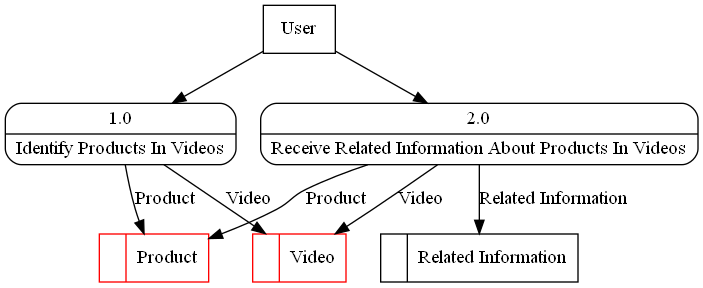 User
1.0
Identify Products In Videos
2.0
Receive Related Information About Products In Videos
Product
Video
Product
Video
Related Information
Product
Video
Related Information